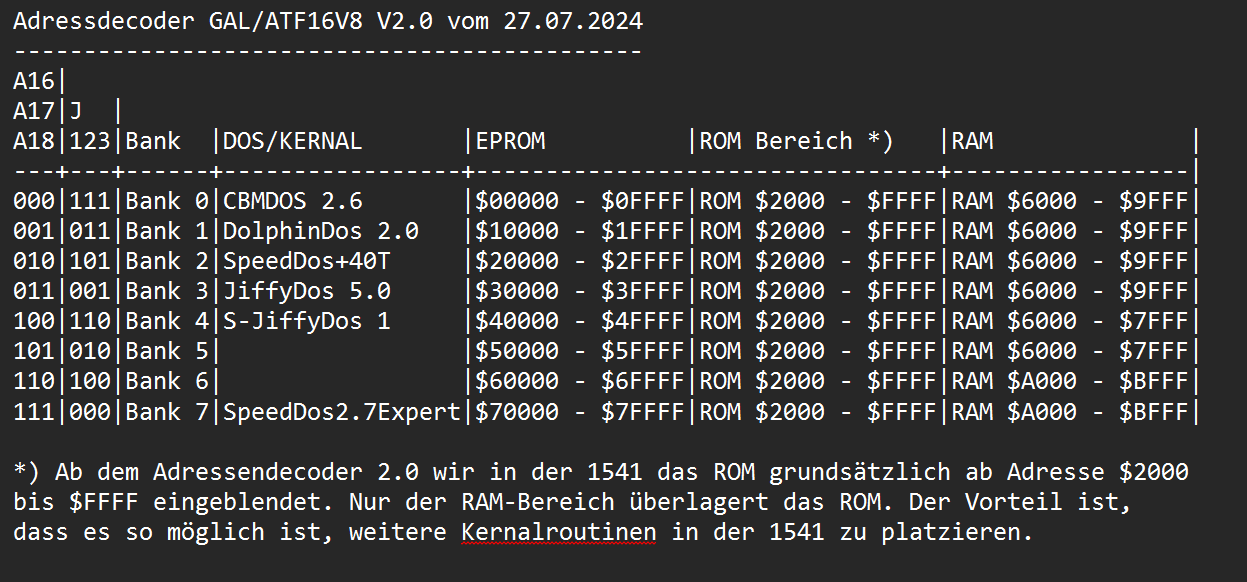 Adressdecoder GAL/ATF16V8 V2.0 vom 27.07.2024
---------------------------------------------
A16|
A17|J  |
A18|123|Bank  |DOS/KERNAL       |EPROM          |ROM Bereich *)   |RAM              |
---+---+------+-----------------+---------------------------------+-----------------|
000|111|Bank 0|CBMDOS 2.6       |$00000 - $0FFFF|ROM $2000 - $FFFF|RAM $6000 - $9FFF|
001|011|Bank 1|DolphinDos 2.0   |$10000 - $1FFFF|ROM $2000 - $FFFF|RAM $6000 - $9FFF|
010|101|Bank 2|SpeedDos+40T     |$20000 - $2FFFF|ROM $2000 - $FFFF|RAM $6000 - $9FFF|
011|001|Bank 3|JiffyDos 5.0     |$30000 - $3FFFF|ROM $2000 - $FFFF|RAM $6000 - $9FFF|
100|110|Bank 4|S-JiffyDos 1     |$40000 - $4FFFF|ROM $2000 - $FFFF|RAM $6000 - $7FFF|
101|010|Bank 5|                 |$50000 - $5FFFF|ROM $2000 - $FFFF|RAM $6000 - $7FFF|
110|100|Bank 6|                 |$60000 - $6FFFF|ROM $2000 - $FFFF|RAM $A000 - $BFFF|
111|000|Bank 7|SpeedDos2.7Expert|$70000 - $7FFFF|ROM $2000 - $FFFF|RAM $A000 - $BFFF|
*) Ab dem Adressendecoder 2.0 wir in der 1541 das ROM grundsätzlich ab Adresse $2000
bis $FFFF eingeblendet. Nur der RAM-Bereich überlagert das ROM. Der Vorteil ist,
dass es so möglich ist, weitere Kernalroutinen in der 1541 zu platzieren.